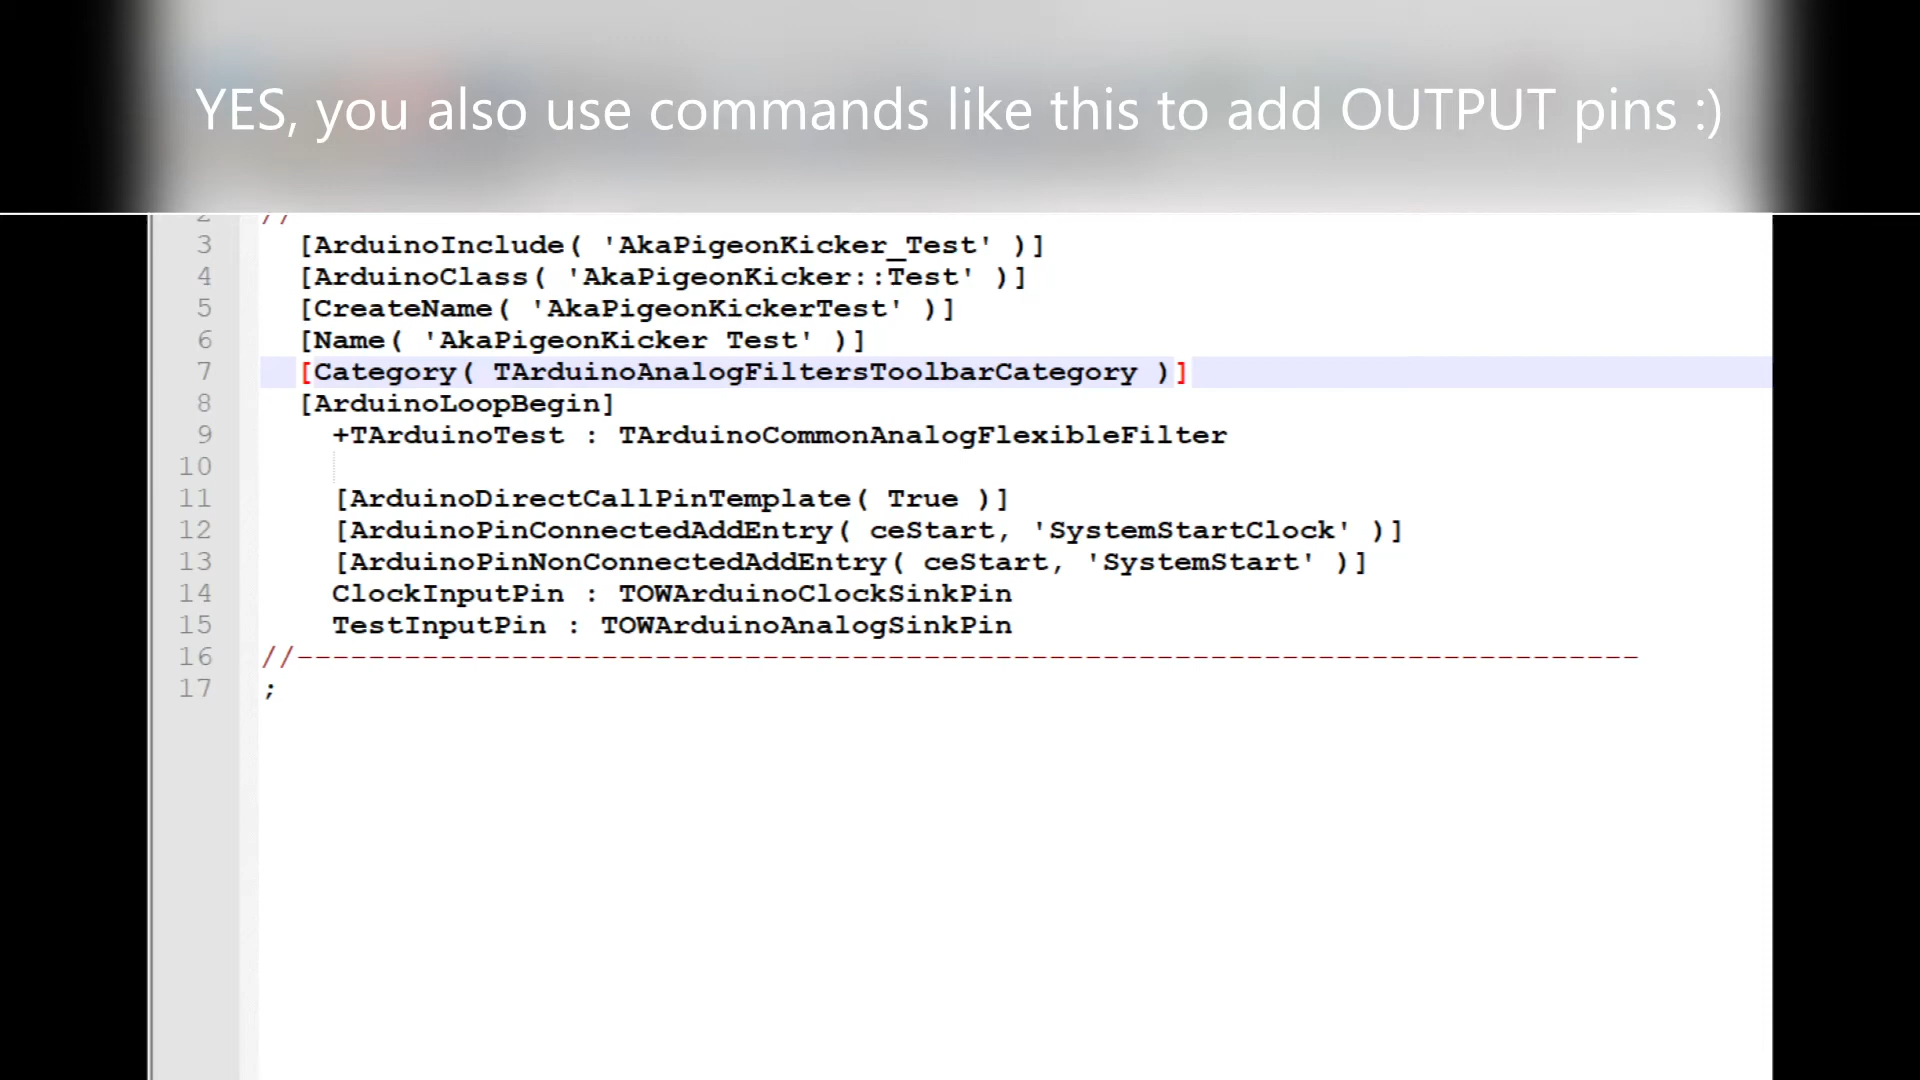 YES, you also use commands like this to add OUTPUT pins :)
2 //
3 [ArduinoInclude( 'AkaPigeonKicker_Test' )]
4 [ArduinoClass( 'AkaPigeonKicker::Test' )]
5 [CreateName( 'AkaPigeonKickerTest' )]
6 [Name( 'AkaPigeonKicker Test' )]
7 [Category( TArduinoAnalogFiltersToolbarCategory )]
8 [ArduinoLoopBegin]
9 +TArduinoTest : TArduinoCommonAnalogFlexibleFilter
10
11 [ArduinoDirectCallPinTemplate( True )]
12 [ArduinoPinConnectedAddEntry( ceStart, 'SystemStartClock' )]
13 [ArduinoPinNonConnectedAddEntry( ceStart, 'SystemStart' )]
14 ClockInputPin : TOWArduinoClockSinkPin
15 TestInputPin : TOWArduinoAnalogSinkPin
16 //---------------------------------------------------------------------------
17 ;